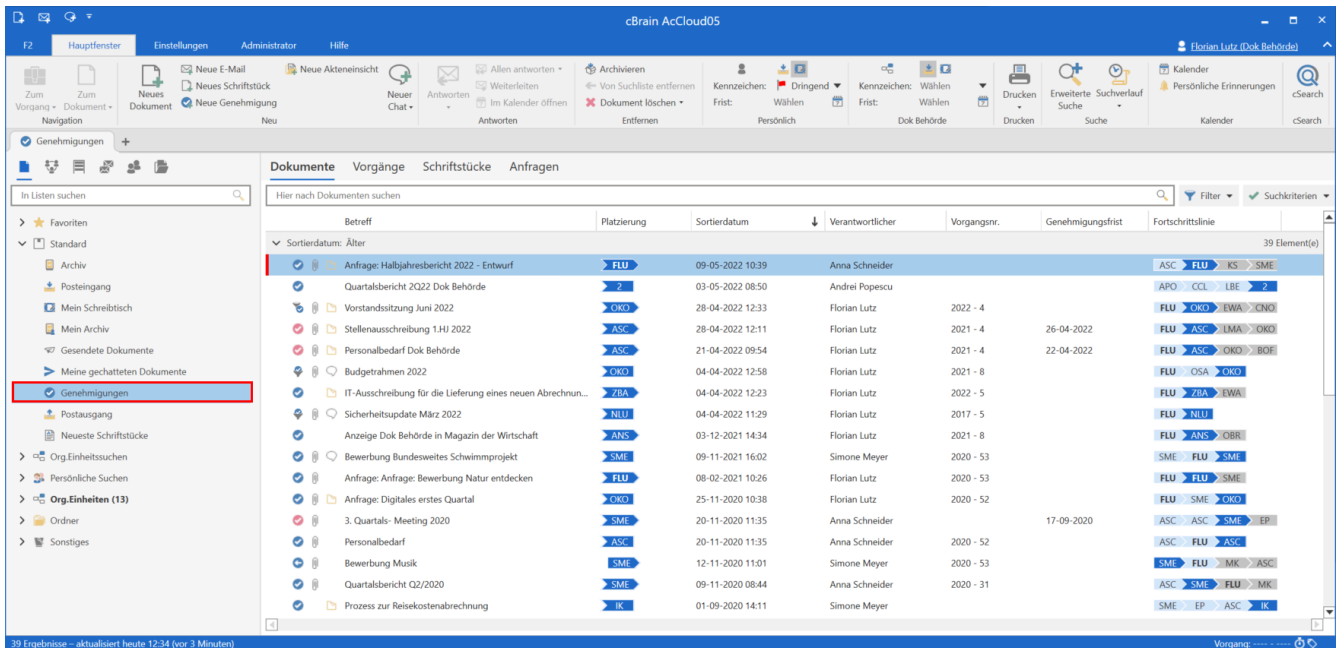 cBrain AcCloud05
F2 Hauptfenster Einstellungen Administrator Hilfe Florian Lutz (Dok Behörde)
Zum Vorgang Zum Dokument
Navigation
Neues Dokument
Neue E-Mail
Neues Schriftstück
Neue Genehmigung
Neue Akteneinsicht
Neuer Chat
Neu
Antworten
Allen antworten
Weiterleiten
Im Kalender öffnen
Antworten
Archivieren
Von Suchliste entfernen
Dokument löschen
Entfernen
Kennzeichen: Dringend
Frist: Wählen
Persönlich
Kennzeichen: Wählen
Frist: Wählen
Dok Behörde
Drucken
Drucken
Erweiterte Suche
Suchverlauf
Suche
Kalender
Persönliche Erinnerungen
Kalender
cSearch
cSearch
Genehmigungen +
In Listen suchen
Favoriten
Standard
Archiv
Posteingang
Mein Schreibtisch
Mein Archiv
Gesendete Dokumente
Meine gechatteten Dokumente
Genehmigungen
Postausgang
Neueste Schriftstücke
Org.Einheitssuchen
Persönliche Suchen
Org.Einheiten (13)
Ordner
Sonstiges
Dokumente Vorgänge Schriftstücke Anfragen
Hier nach Dokumenten suchen Filter Suchkriterien
Betreff Platzierung Sortierdatum Verantwortlicher Vorgangsnr. Genehmigungsfrist Fortschrittslinie
Sortierdatum: Älter 39 Element(e)
Anfrage: Halbjahresbericht 2022 - Entwurf FLU 09-05-2022 10:39 Anna Schneider ASC FLU KS SME
Quartalsbericht 2Q22 Dok Behörde 2 03-05-2022 08:50 Andrei Popescu APO CCL LBE 2
Vorstandssitzung Juni 2022 OKO 28-04-2022 12:33 Florian Lutz 2022 - 4 FLU OKO EWA CNO
Stellenausschreibung 1.HJ 2022 ASC 28-04-2022 12:11 Florian Lutz 2021 - 4 26-04-2022 FLU ASC LMA OKO
Personalbedarf Dok Behörde ASC 21-04-2022 09:54 Florian Lutz 2021 - 4 22-04-2022 FLU ASC OKO BOF
Budgetrahmen 2022 OKO 04-04-2022 12:58 Florian Lutz 2021 - 8 FLU OSA OKO
IT-Ausschreibung für die Lieferung eines neuen Abrechnun... ZBA 04-04-2022 12:23 Florian Lutz 2022 - 5 FLU ZBA EWA
Sicherheitsupdate März 2022 NLU 04-04-2022 11:29 Florian Lutz 2017 - 5 FLU NLU
Anzeige Dok Behörde in Magazin der Wirtschaft ANS 03-12-2021 14:34 Florian Lutz 2021 - 8 FLU ANS OBR
Bewerbung Bundesweites Schwimmprojekt SME 09-11-2021 16:02 Simone Meyer 2020 - 53 SME FLU SME
Anfrage: Anfrage: Bewerbung Natur entdecken FLU 08-02-2021 10:26 Florian Lutz 2020 - 53 FLU FLU SME
Anfrage: Digitales erstes Quartal OKO 25-11-2020 10:38 Florian Lutz 2020 - 52 FLU SME OKO
3. Quartals- Meeting 2020 SME 20-11-2020 11:35 Anna Schneider 17-09-2020 ASC ASC SME EP
Personalbedarf ASC 20-11-2020 11:35 Anna Schneider 2020 - 52 ASC FLU ASC
Bewerbung Musik SME 12-11-2020 11:01 Simone Meyer 2020 - 53 SME FLU MK ASC
Quartalsbericht Q2/2020 SME 09-11-2020 08:44 Anna Schneider 2020 - 31 ASC SME FLU MK
Prozess zur Reisekostenabrechnung IK 01-09-2020 14:11 Simone Meyer SME EP ASC IK
39 Ergebnisse – aktualisiert heute 12:34 (vor 3 Minuten) Vorgang: ---- - ----